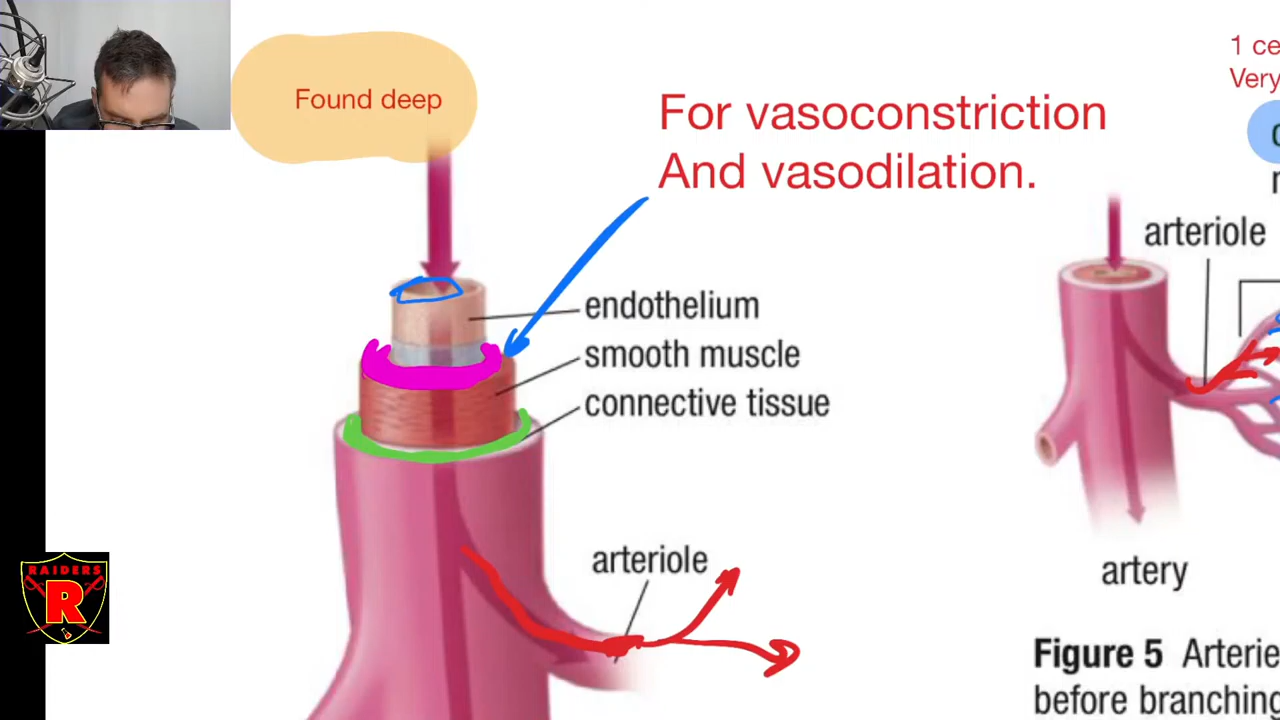 Found deep
For vasoconstriction
And vasodilation.
endothelium
smooth muscle
connective tissue
arteriole
RAIDERS
R
1 ce
Very
arteriole
artery
Figure 5 Arterie
before branching